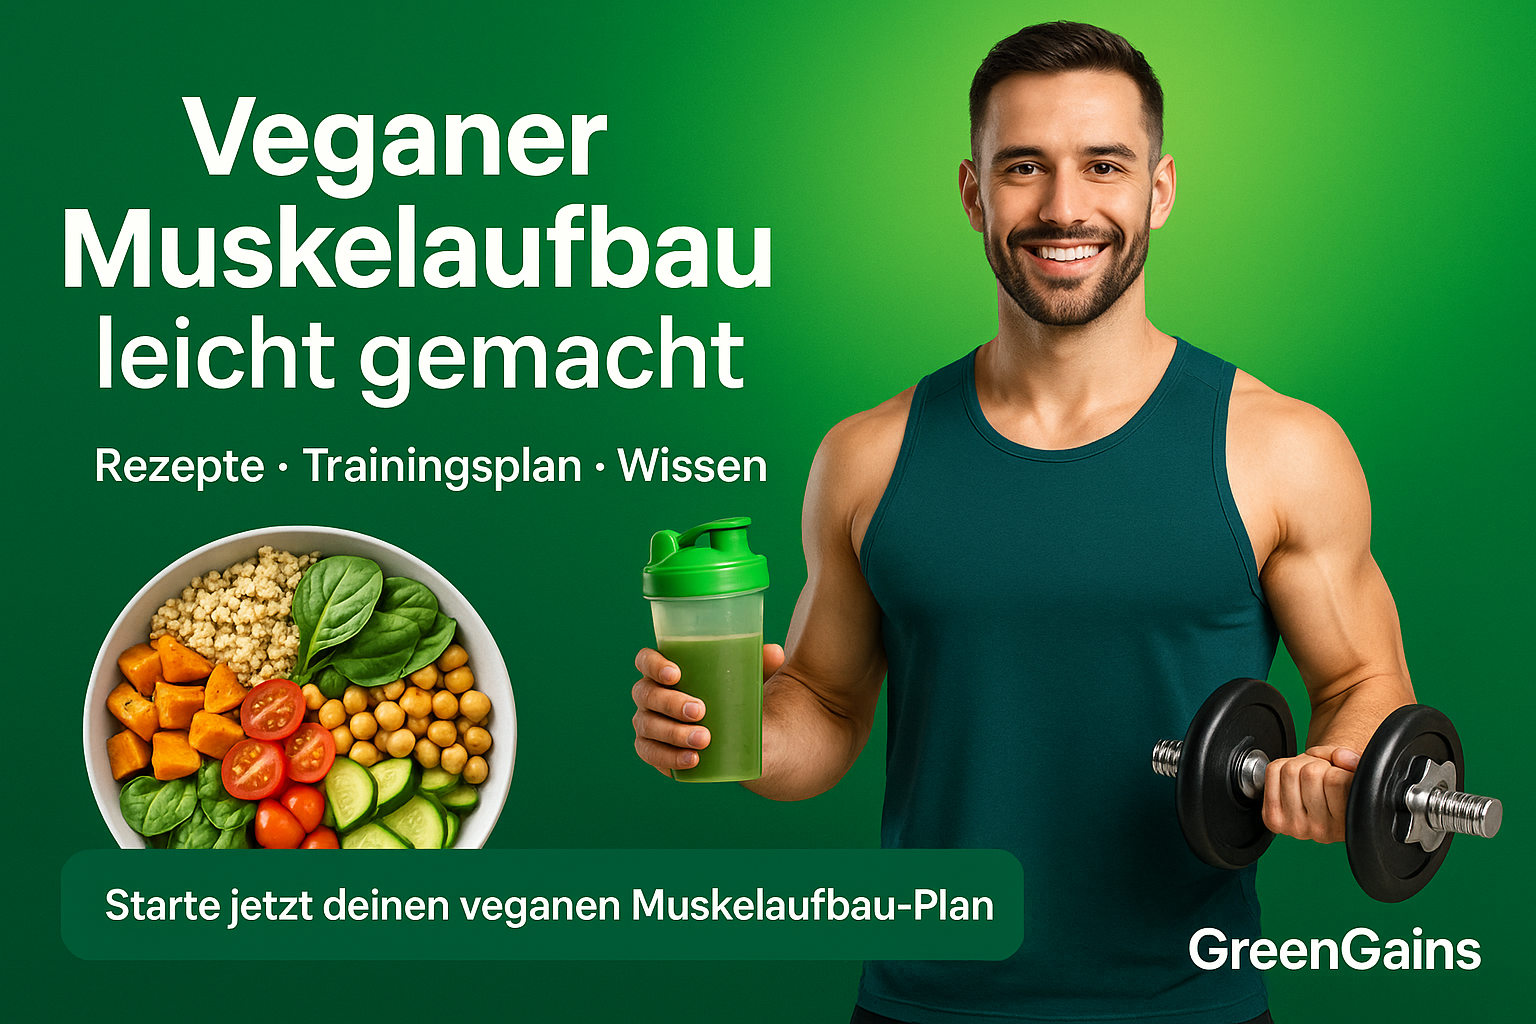 Veganer
Muskelaufbau
leicht gemacht
Rezepte · Trainingsplan · Wissen
Starte jetzt deinen veganen Muskelaufbau-Plan
GreenGains